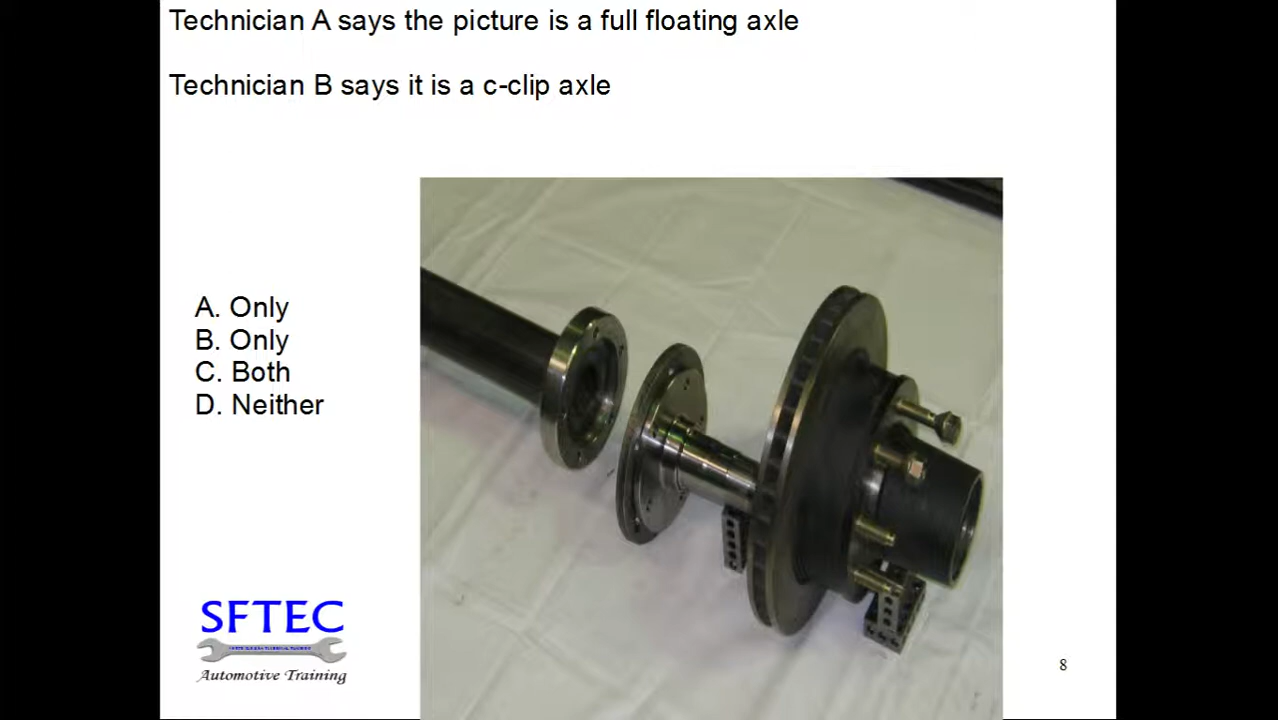 Technician A says the picture is a full floating axle
Technician B says it is a c-clip axle
A. Only
B. Only
C. Both
D. Neither
SFTEC
Automotive Training
8